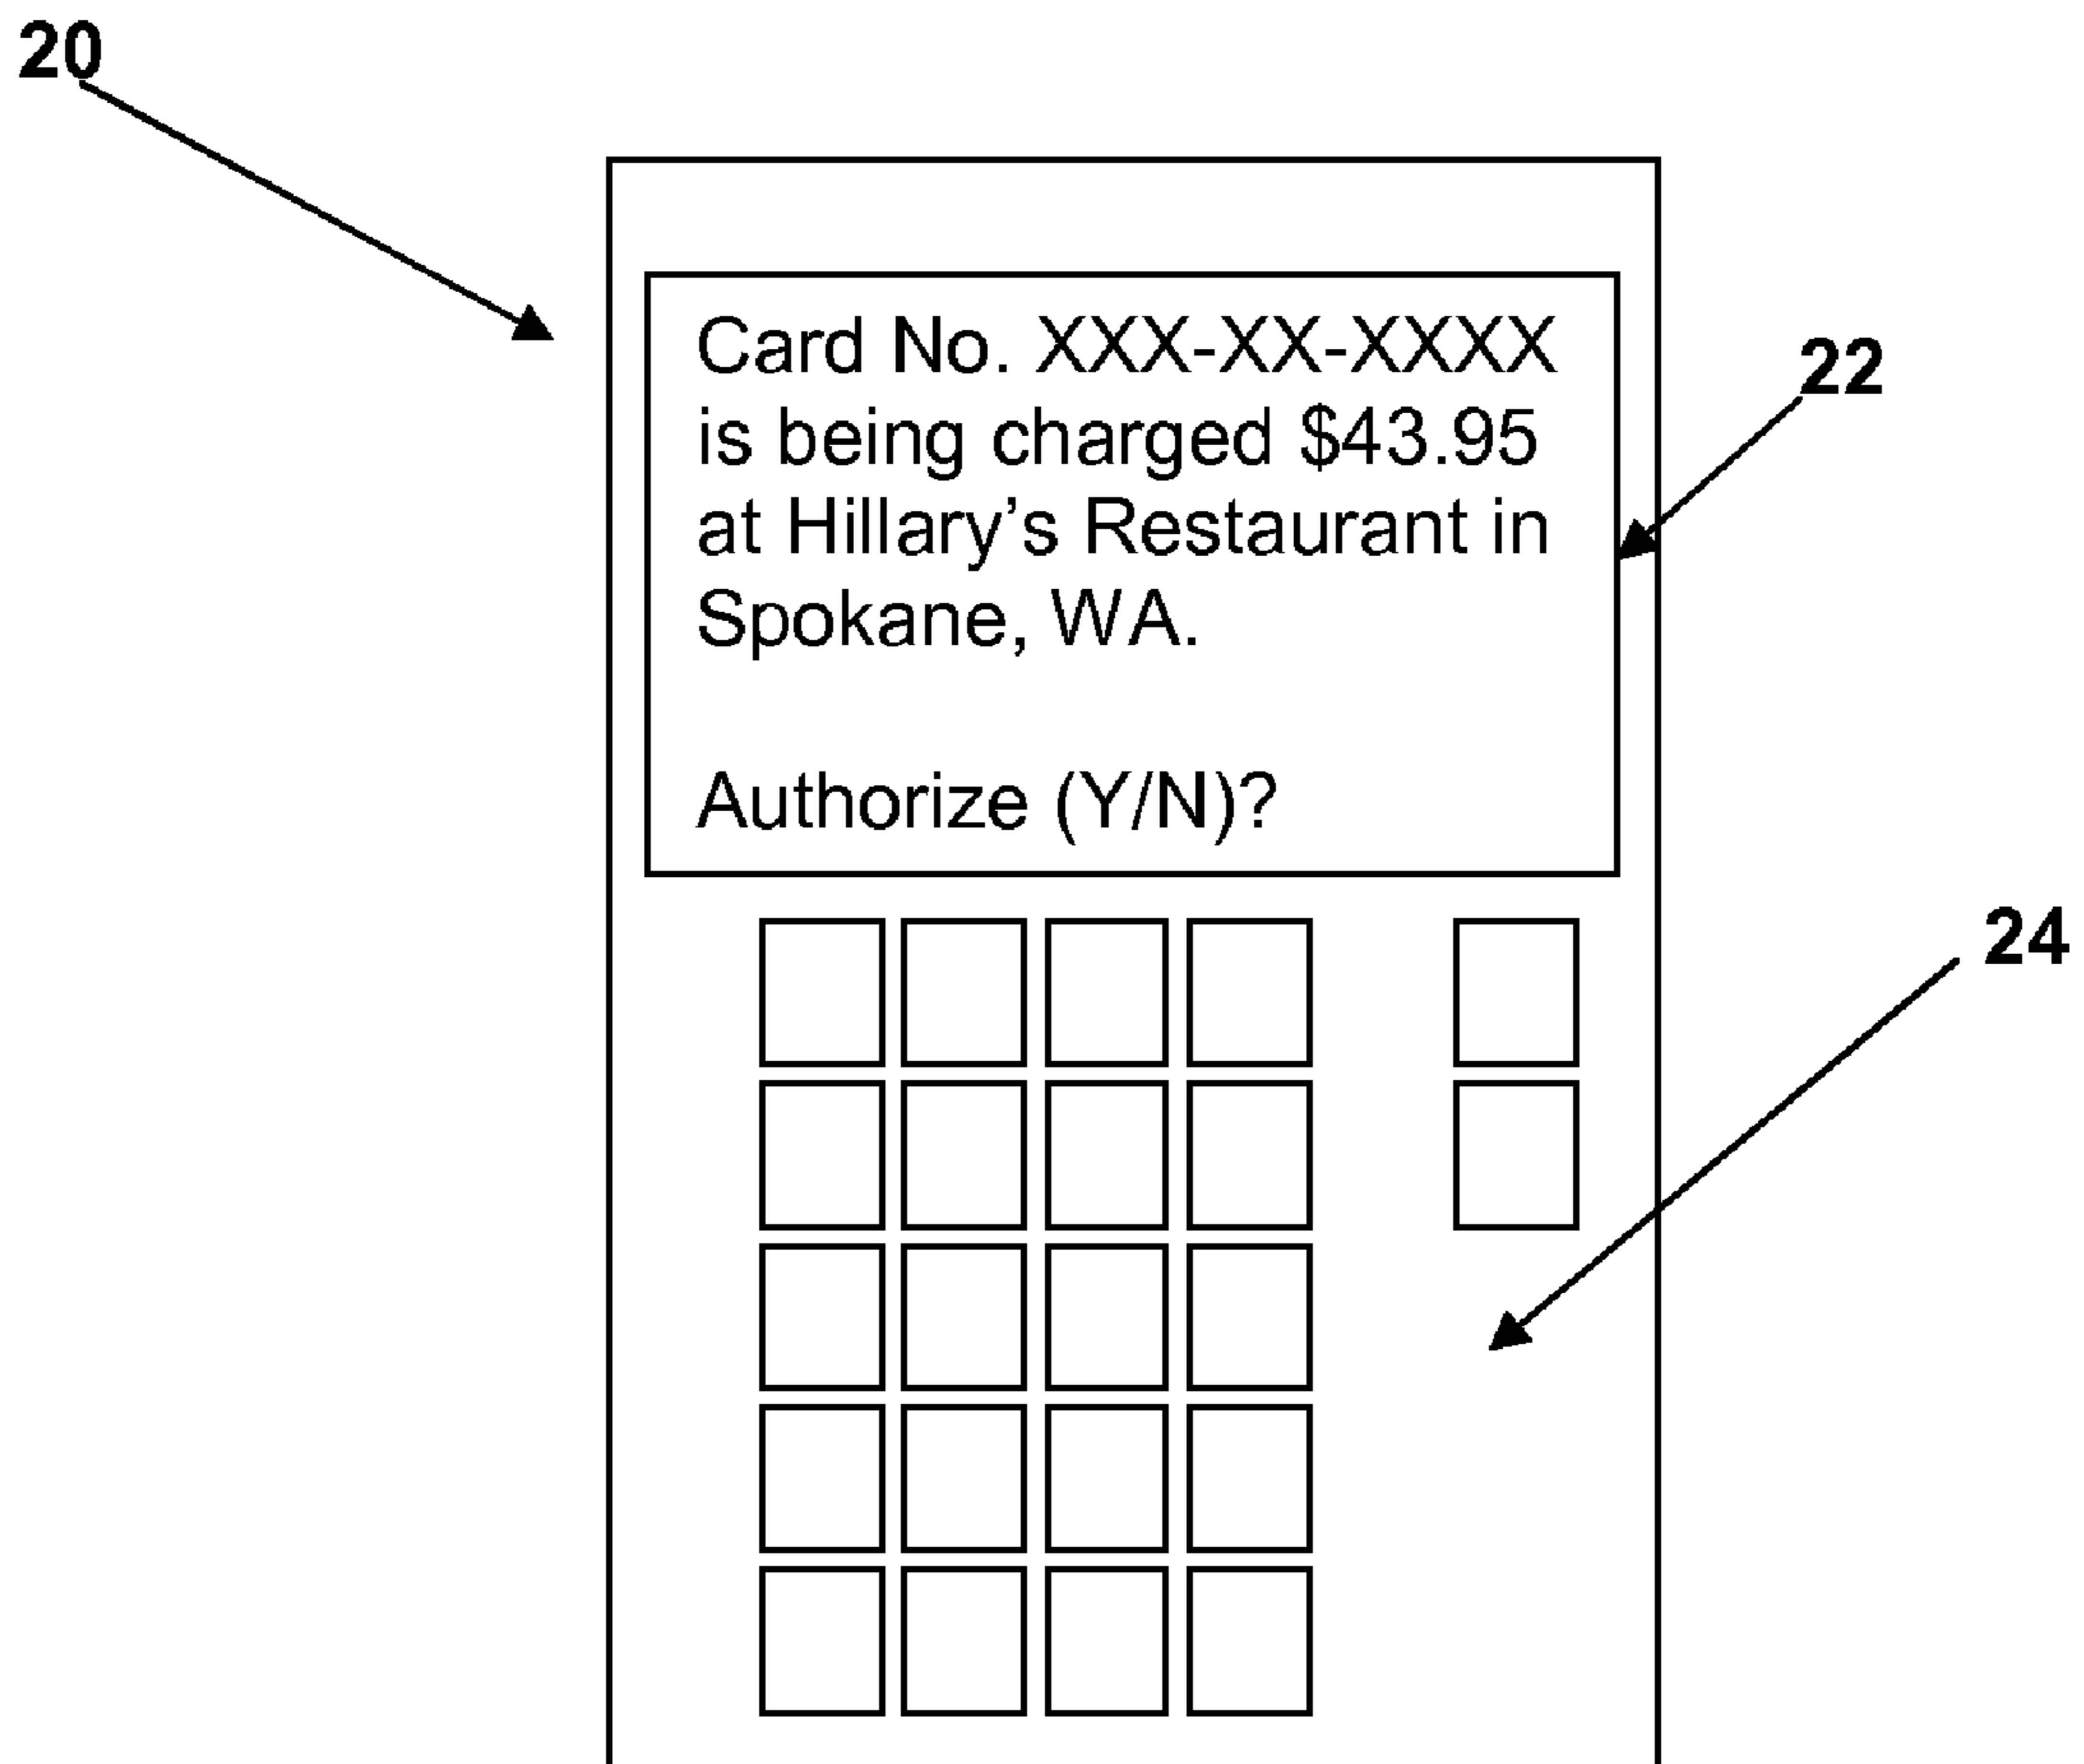 20
Card No. XXX-XX-XXXX
is being charged $43.95
at Hillary’s Restaurant in
Spokane, WA.
Authorize (Y/N)?
22
24